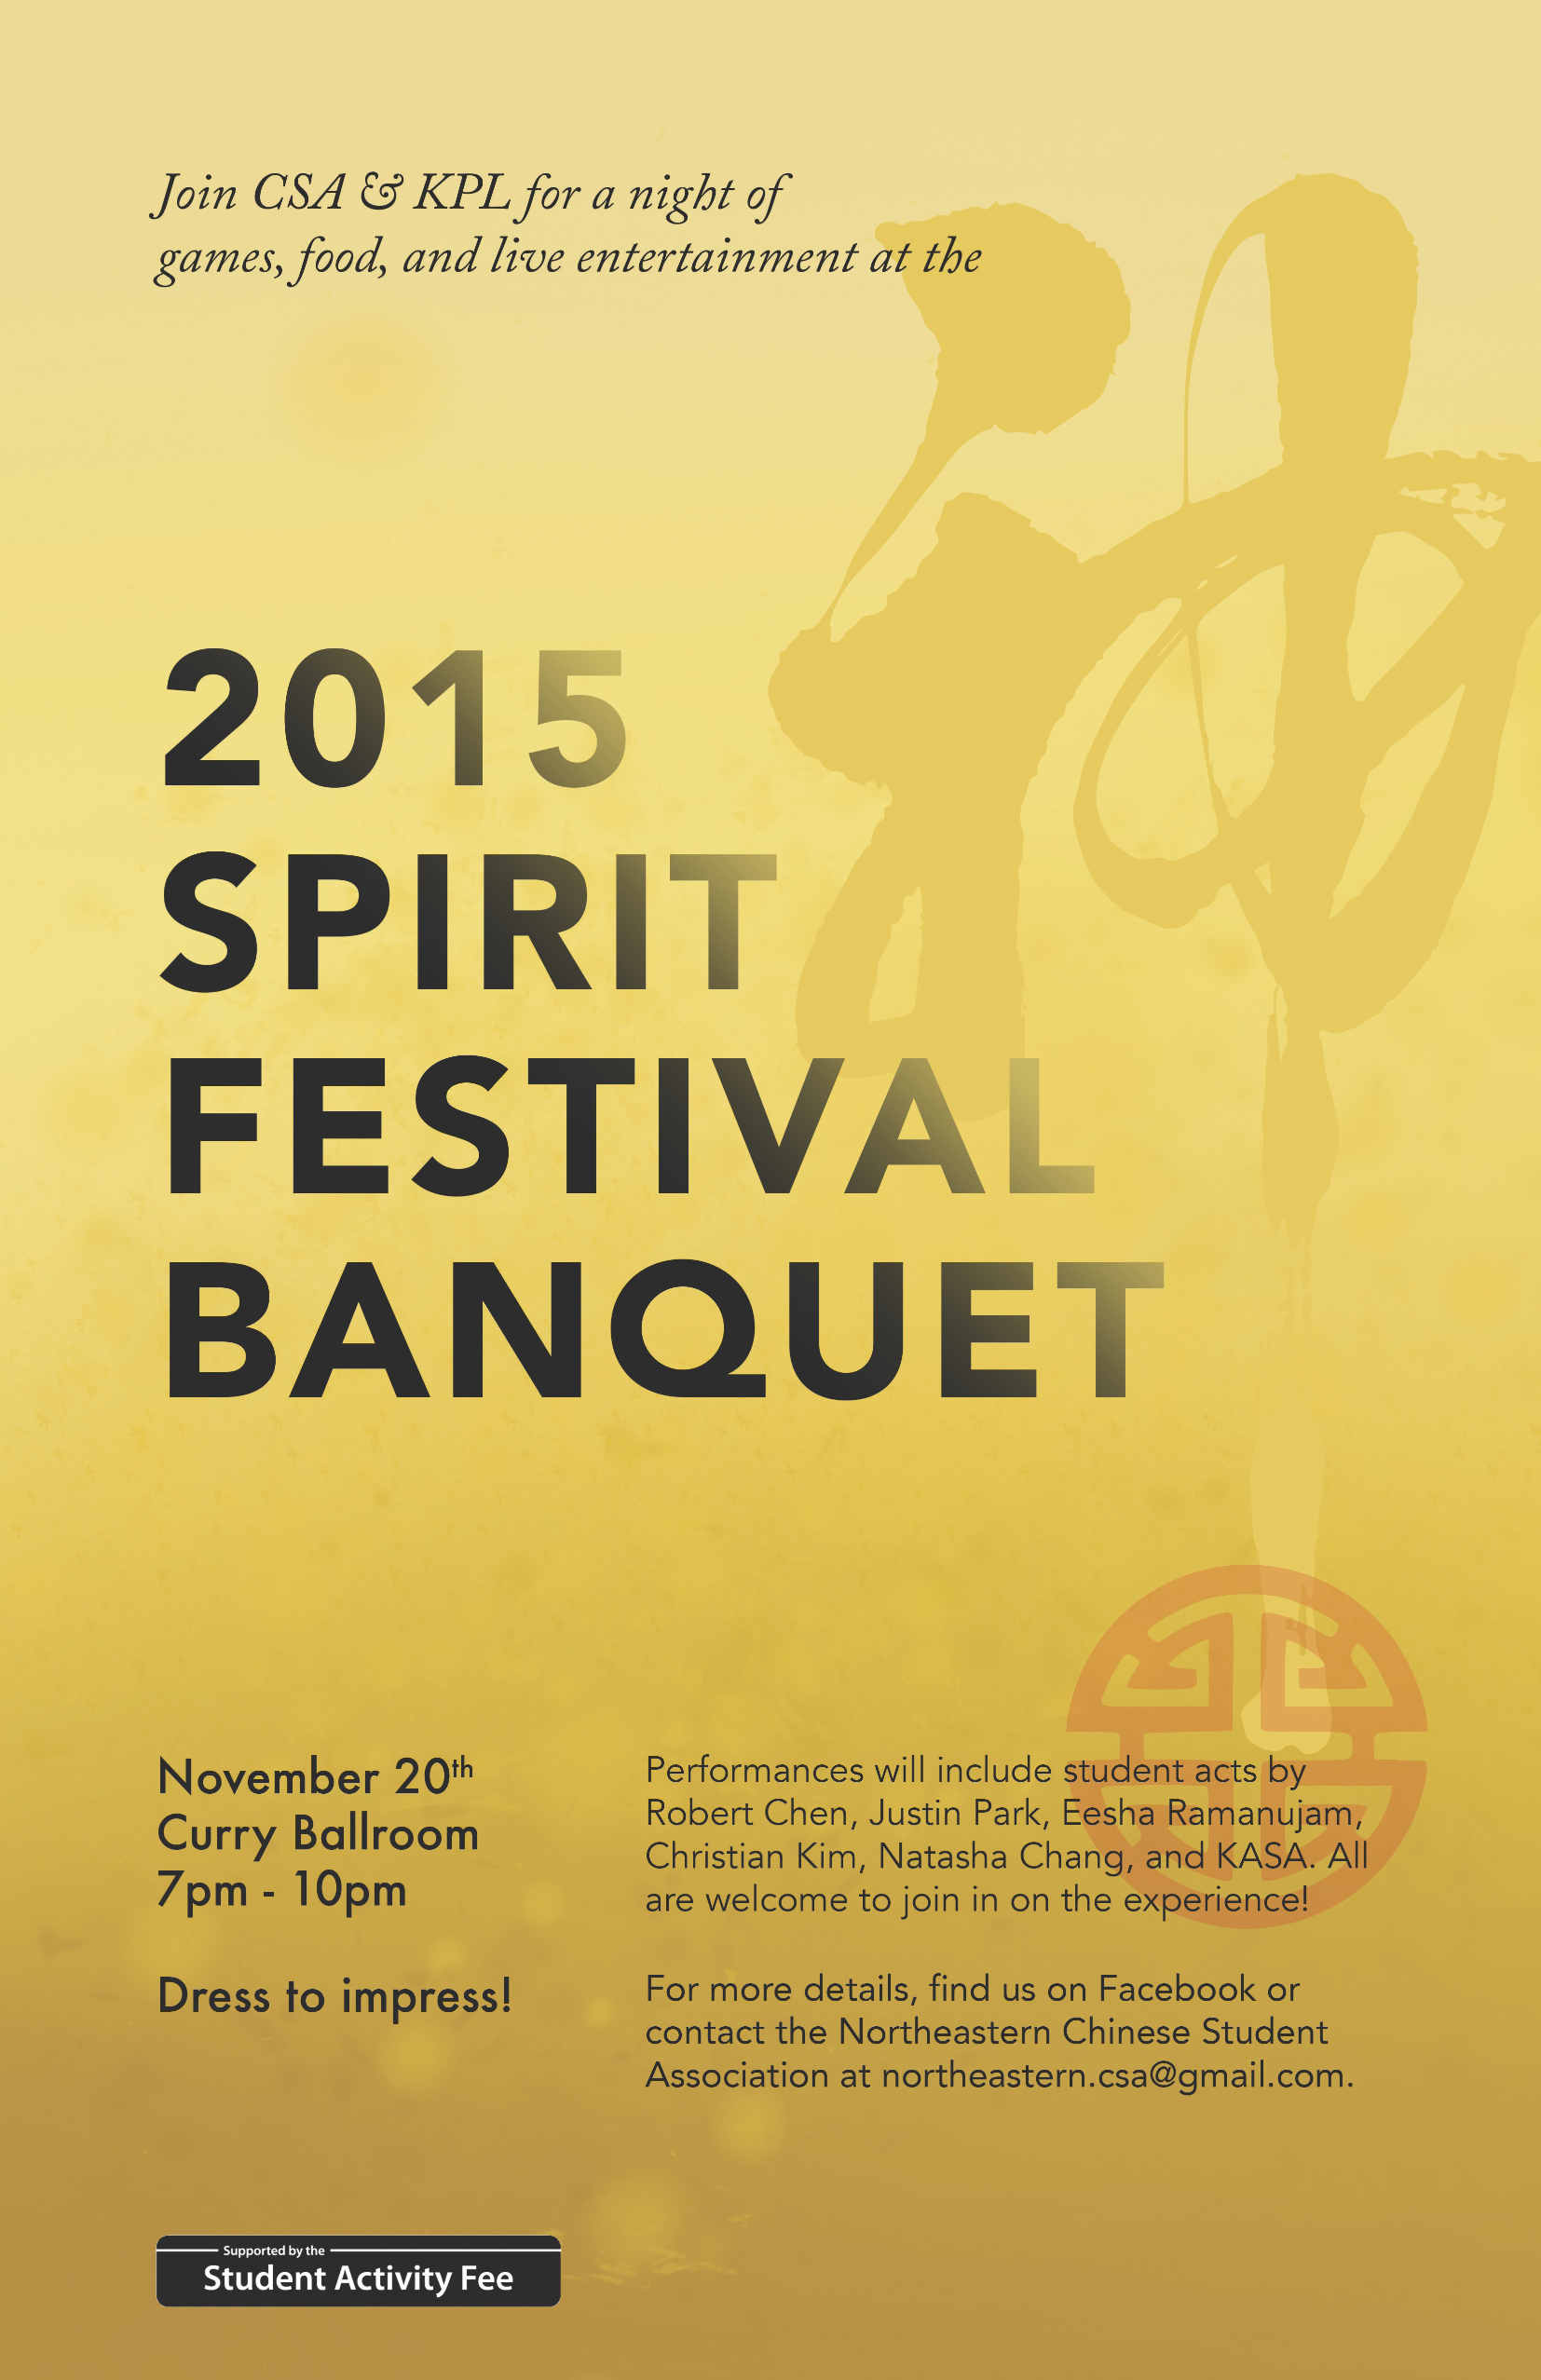 Join CSA & KPL for a night of
games, food, and live entertainment at the
2015
SPIRIT
FESTIVAL
BANQUET
November 20th
Curry Ballroom
7pm - 10pm
Dress to impress!
Performances will include student acts by
Robert Chen, Justin Park, Eesha Ramanujam,
Christian Kim, Natasha Chang, and KASA. All
are welcome to join in on the experience!
For more details, find us on Facebook or
contact the Northeastern Chinese Student
Association at northeastern.csa@gmail.com.
Supported by the
Student Activity Fee